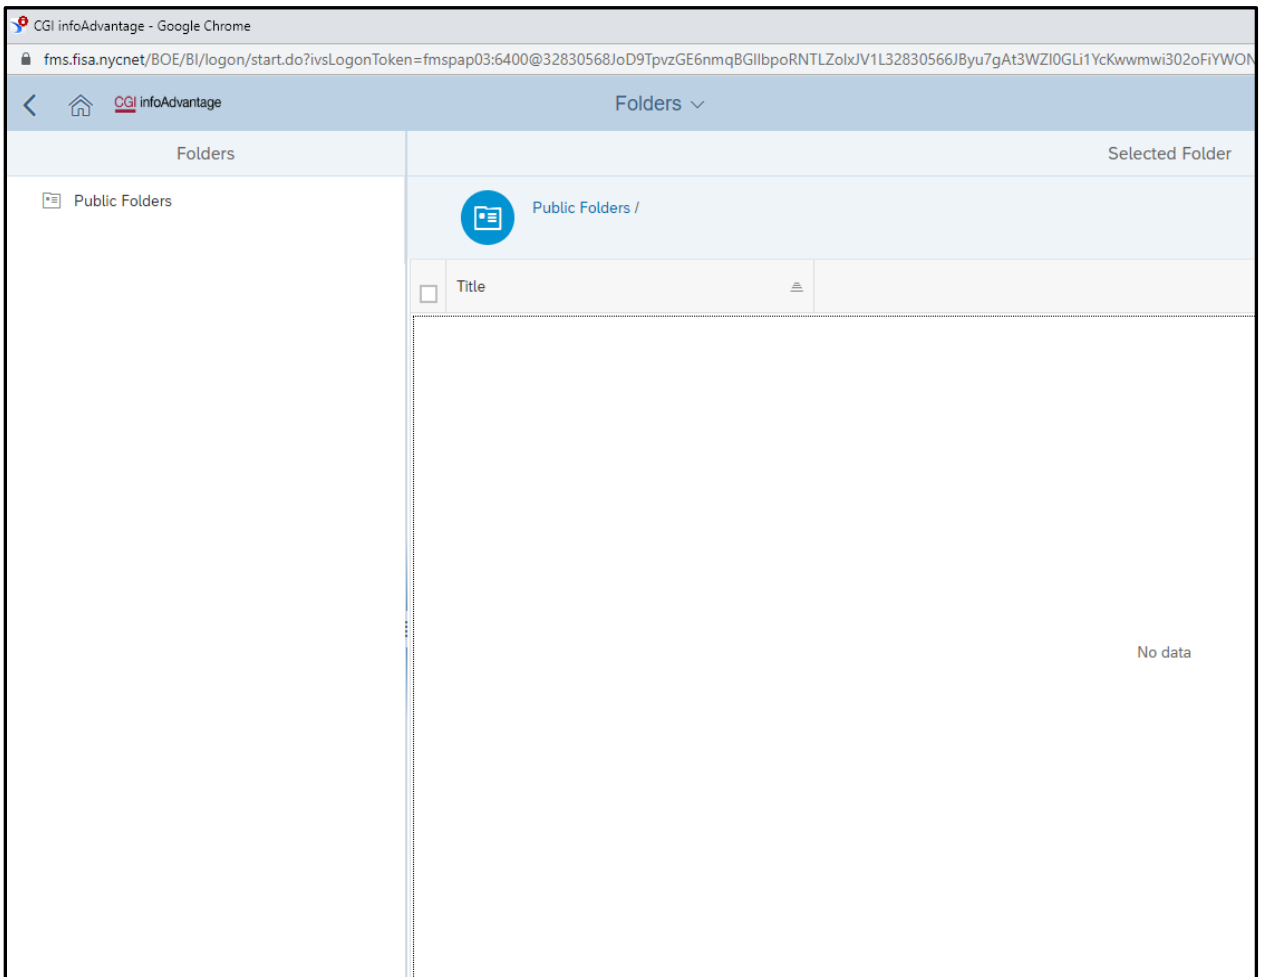 CGI infoAdvantage - Google Chrome
fms.fisa.nycnet/BOE/BI/logon/start.do?ivsLogonToken=fmspap03:6400@32830568JoD9TpvzGE6nmqBGIlbpoRNTLZolxJV1L32830566JByu7gAt3WZI0GLi1YcKwwmwi302oFiYWON
CGI infoAdvantage
Folders
Folders
Selected Folder
Public Folders
Public Folders /
Title
No data